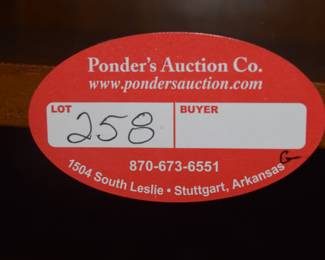 Ponder's Auction Co.
www.pondersauction.com
LOT
258
BUYER
870-673-6551
1504 South Leslie • Stuttgart, Arkansas
G